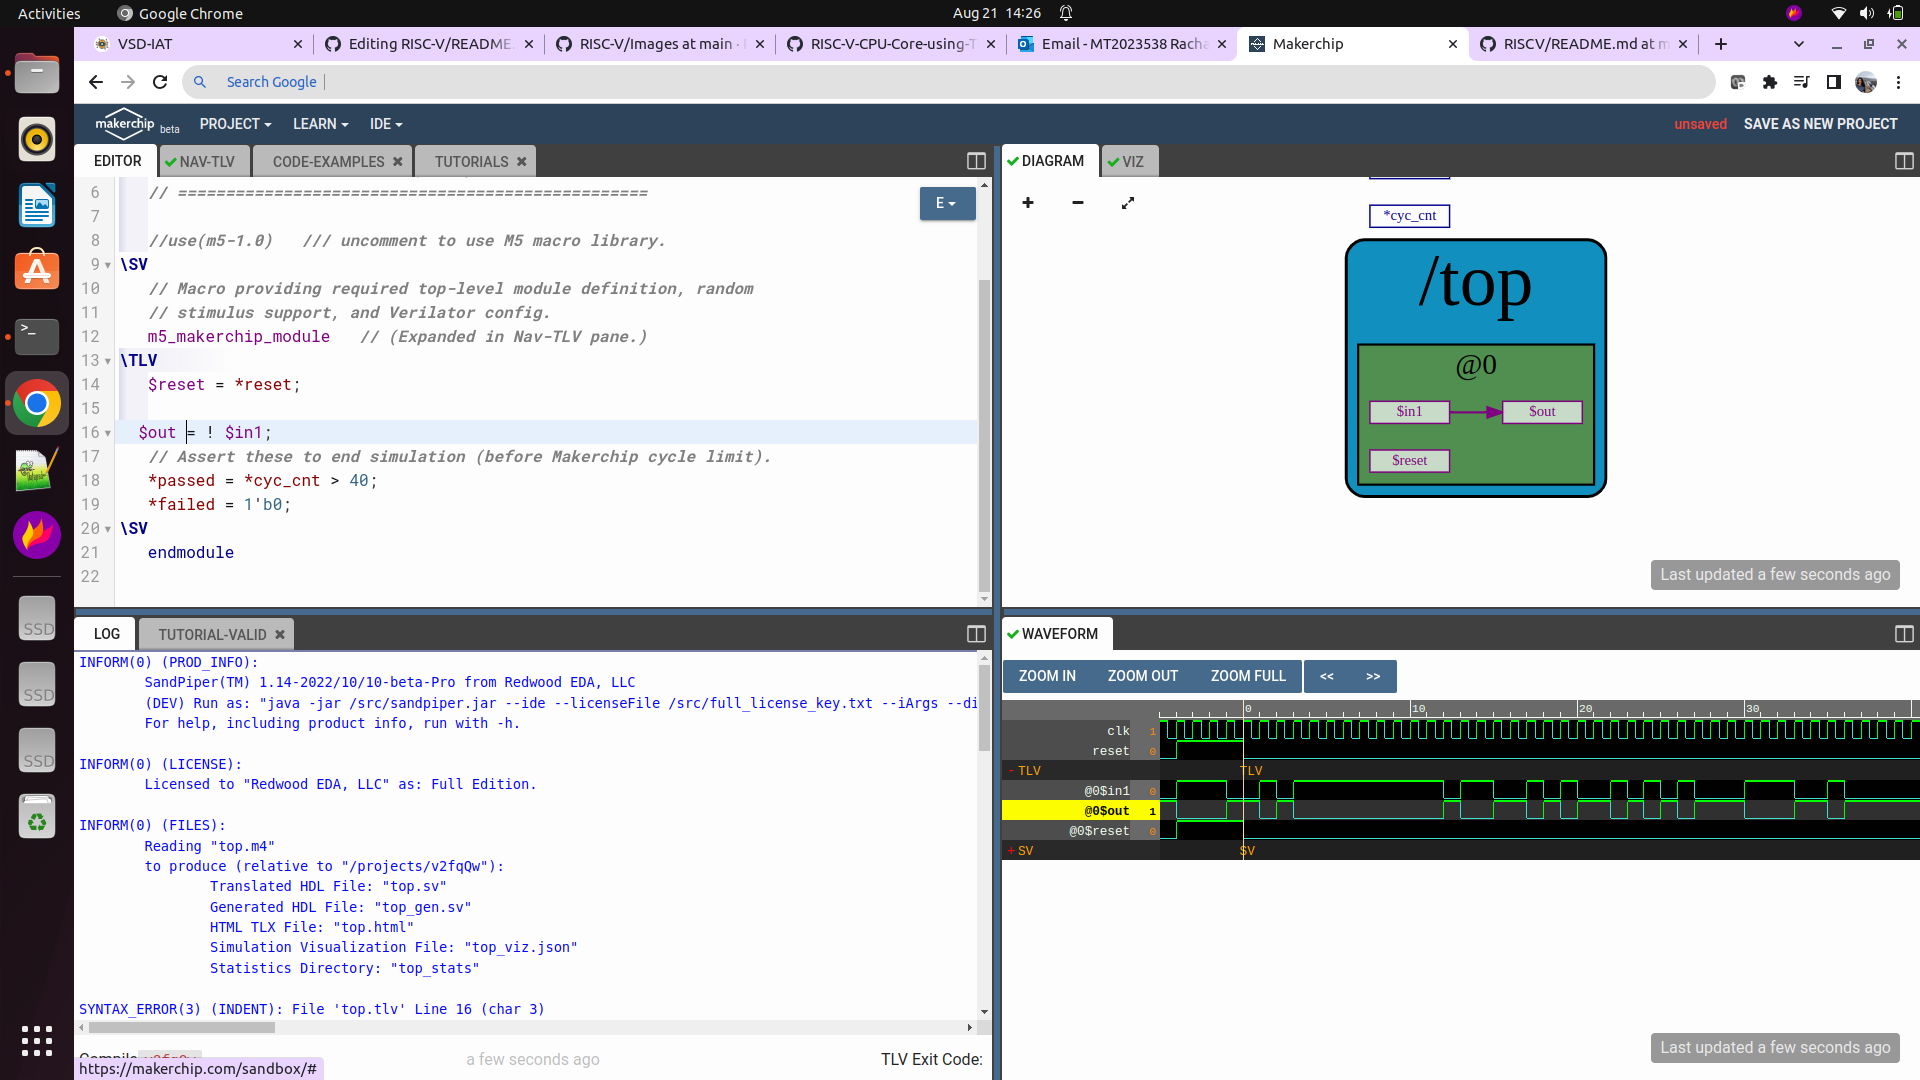 Activities
Google Chrome
Aug 21 14:26
VSD-IAT
Editing RISC-V/README.
RISC-V/Images at main ·
RISC-V-CPU-Core-using-T
Email - MT2023538 Racha
Makerchip
RISCV/README.md at m
Search Google
makerchip beta
PROJECT
LEARN
IDE
unsaved
SAVE AS NEW PROJECT
EDITOR
NAV-TLV
CODE-EXAMPLES
TUTORIALS
E
6 // =================================================
7
8 //use(m5-1.0)   /// uncomment to use M5 macro library.
9 \SV
10 // Macro providing required top-level module definition, random
11 // stimulus support, and Verilator config.
12 m5_makerchip_module   // (Expanded in Nav-TLV pane.)
13 \TLV
14 $reset = *reset;
15
16 $out = ! $in1;
17 // Assert these to end simulation (before Makerchip cycle limit).
18 *passed = *cyc_cnt > 40;
19 *failed = 1'b0;
20 \SV
21 endmodule
22
DIAGRAM
VIZ
*cyc_cnt
/top
@0
$in1
$out
$reset
Last updated a few seconds ago
LOG
TUTORIAL-VALID
INFORM(0) (PROD_INFO):
SandPiper(TM) 1.14-2022/10/10-beta-Pro from Redwood EDA, LLC
(DEV) Run as: "java -jar /src/sandpiper.jar --ide --licenseFile /src/full_license_key.txt --iArgs --di
For help, including product info, run with -h.
INFORM(0) (LICENSE):
Licensed to "Redwood EDA, LLC" as: Full Edition.
INFORM(0) (FILES):
Reading "top.m4"
to produce (relative to "/projects/v2fqQw"):
Translated HDL File: "top.sv"
Generated HDL File: "top_gen.sv"
HTML TLX File: "top.html"
Simulation Visualization File: "top_viz.json"
Statistics Directory: "top_stats"
SYNTAX_ERROR(3) (INDENT): File 'top.tlv' Line 16 (char 3)
a few seconds ago
TLV Exit Code:
https://makerchip.com/sandbox/#
WAVEFORM
ZOOM IN
ZOOM OUT
ZOOM FULL
<<
>>
0 10 20 30
clk 1
reset 0
- TLV TLV
@0$in1 0
@0$out 1
@0$reset 0
+ SV SV
Last updated a few seconds ago
SSD
SSD
SSD